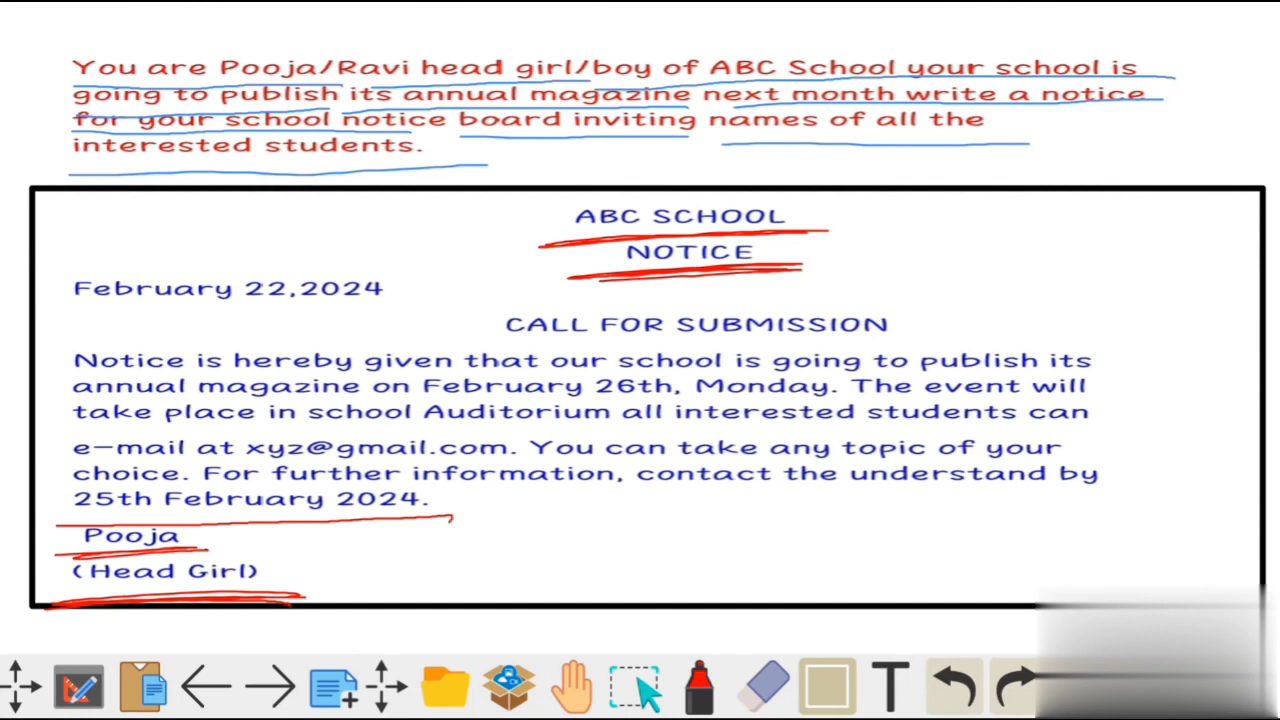 You are Pooja/Ravi head girl/boy of ABC School your school is
going to publish its annual magazine next month write a notice
for your school notice board inviting names of all the
interested students.
ABC SCHOOL
NOTICE
February 22,2024
CALL FOR SUBMISSION
Notice is hereby given that our school is going to publish its
annual magazine on February 26th, Monday. The event will
take place in school Auditorium all interested students can
e-mail at xyz@gmail.com. You can take any topic of your
choice. For further information, contact the understand by
25th February 2024.
Pooja
(Head Girl)
T